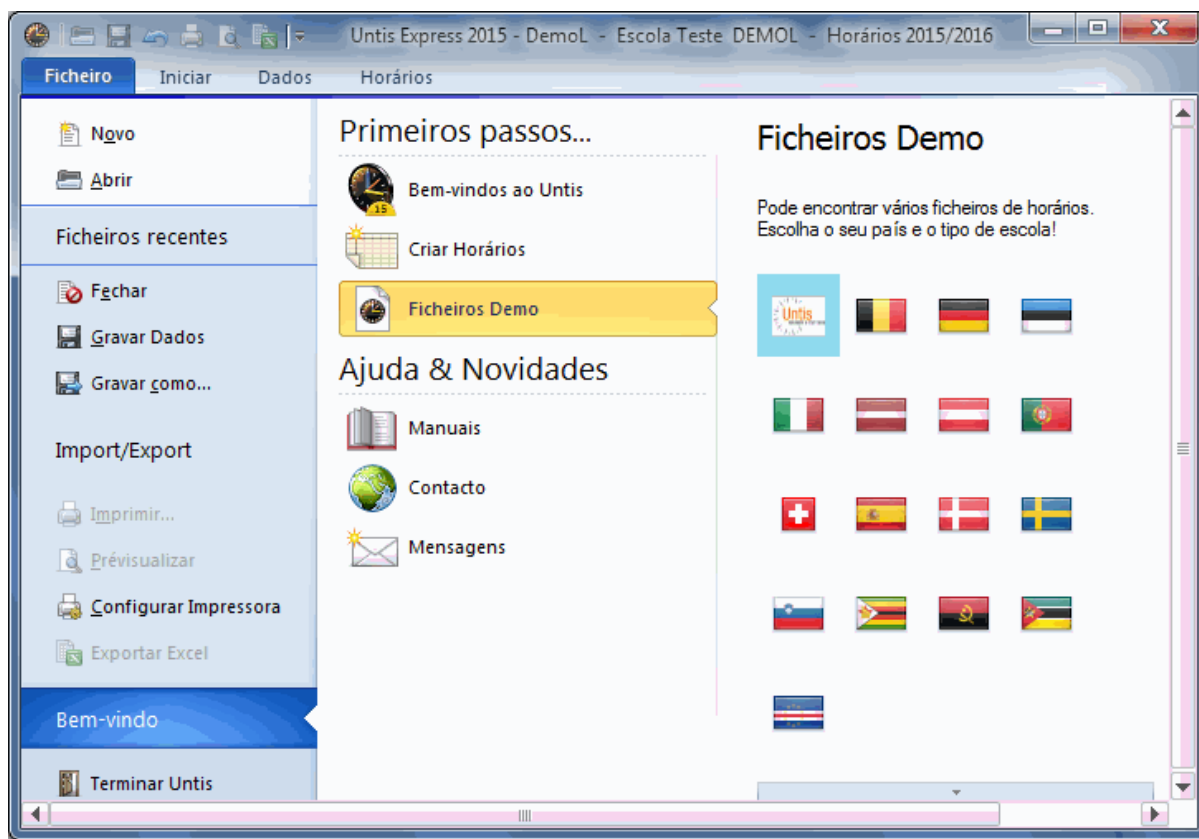 Untis Express 2015 - DemoL - Escola Teste DEMOL - Horários 2015/2016
Ficheiro Iniciar Dados Horários
Novo
Abrir
Ficheiros recentes
Fechar
Gravar Dados
Gravar como...
Import/Export
Imprimir...
Prévisualizar
Configurar Impressora
Exportar Excel
Bem-vindo
Terminar Untis
Primeiros passos...
15
Bem-vindos ao Untis
Criar Horários
Ficheiros Demo
Ajuda & Novidades
Manuais
Contacto
Mensagens
Ficheiros Demo
Pode encontrar vários ficheiros de horários.
Escolha o seu país e o tipo de escola!
Untis